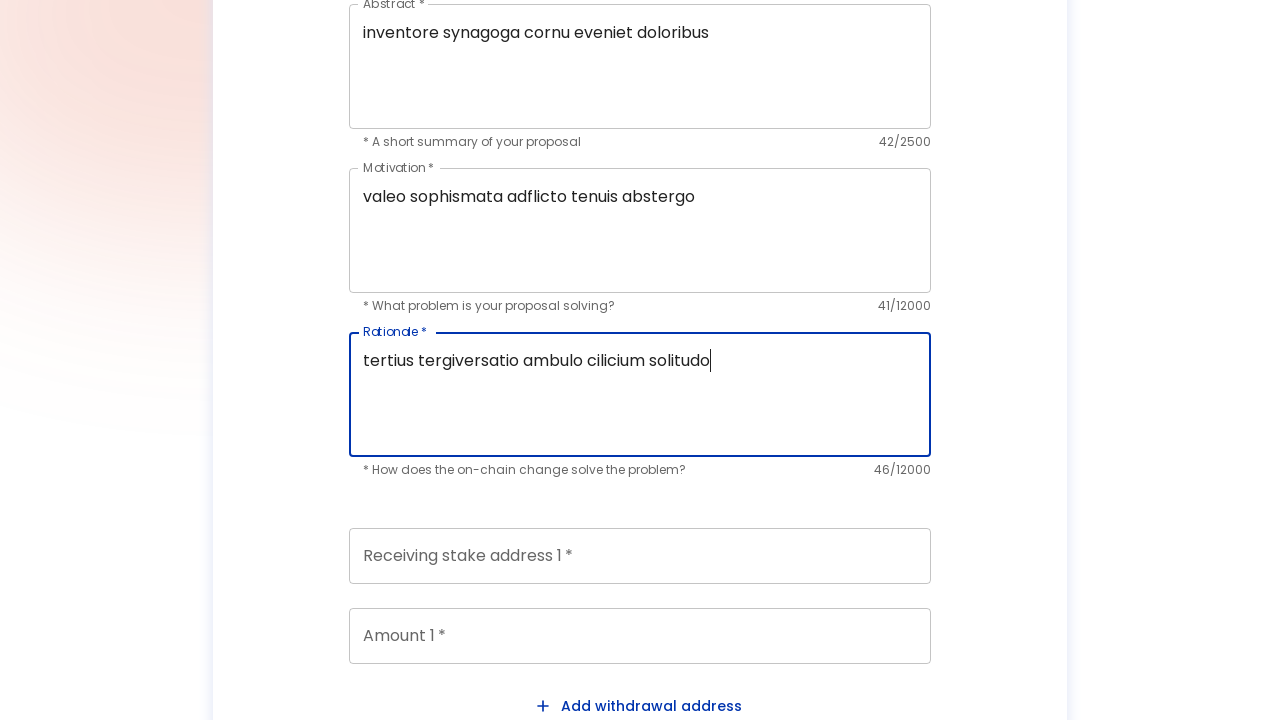 Abstract *
inventore synagoga cornu eveniet doloribus
* A short summary of your proposal 42/2500
Motivation *
valeo sophismata adflicto tenuis abstergo
* What problem is your proposal solving? 41/12000
Rationale *
tertius tergiversatio ambulo cilicium solitudo
* How does the on-chain change solve the problem? 46/12000
Receiving stake address 1 *
Amount 1 *
Add withdrawal address